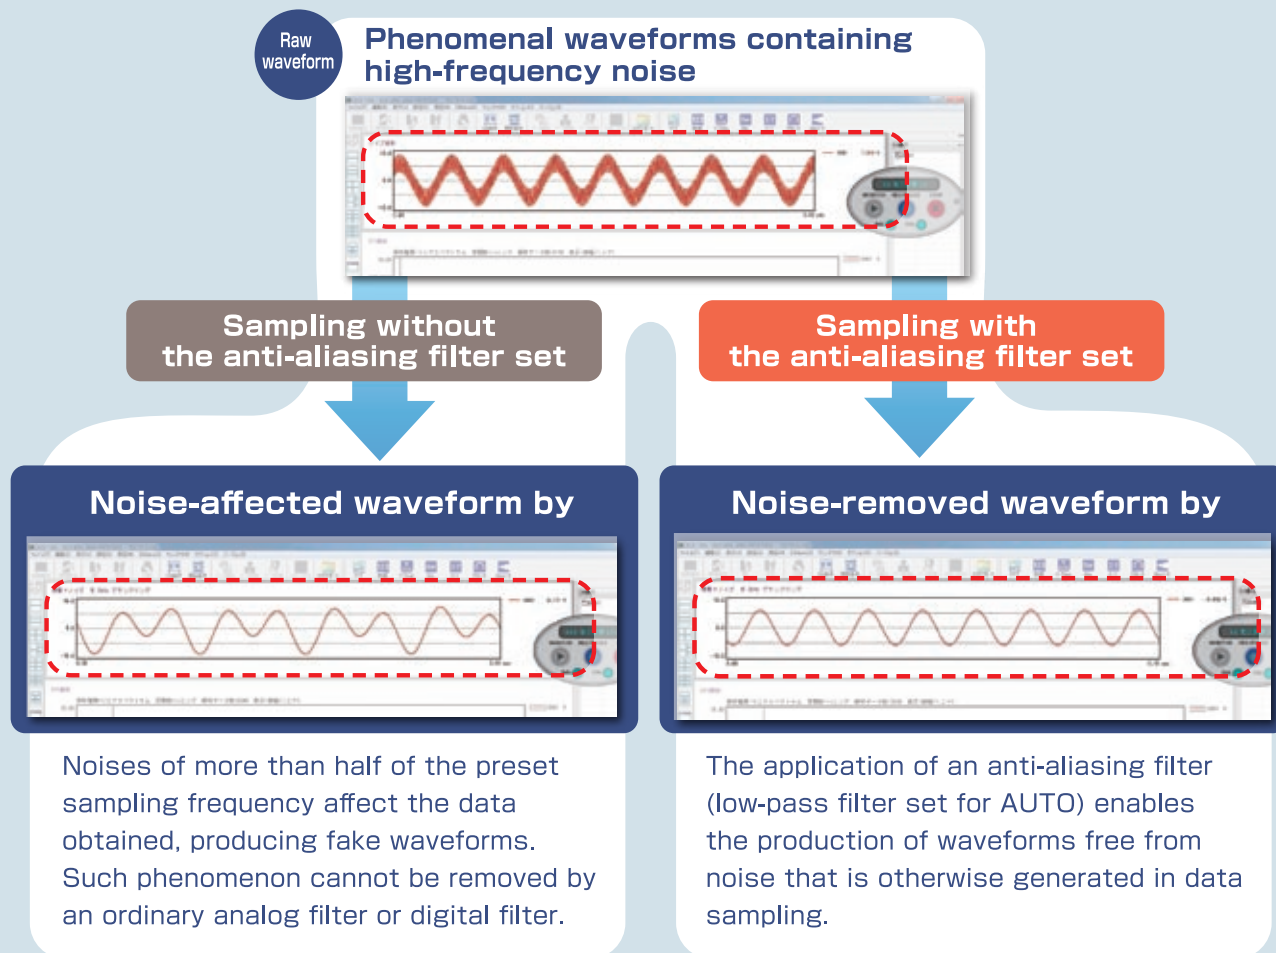 Raw
waveform
Phenomenal waveforms containing
high-frequency noise
Sampling without
the anti-aliasing filter set
Sampling with
the anti-aliasing filter set
Noise-affected waveform by
Noise-removed waveform by
Noises of more than half of the preset
sampling frequency affect the data
obtained, producing fake waveforms.
Such phenomenon cannot be removed by
an ordinary analog filter or digital filter.
The application of an anti-aliasing filter
(low-pass filter set for AUTO) enables
the production of waveforms free from
noise that is otherwise generated in data
sampling.